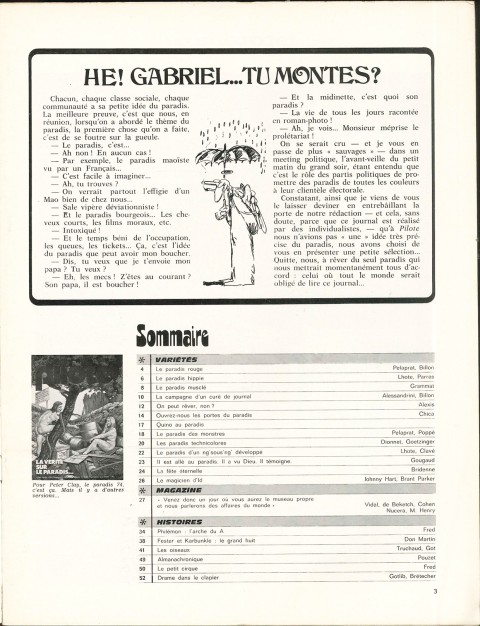 HE! GABRIEL...TU MONTES?
Chacun, chaque classe sociale, chaque
communauté a sa petite idée du paradis.
La meilleure preuve, c'est que nous, en
réunion, lorsqu'on a abordé le thème du
paradis, la première chose qu'on a faite,
c'est de se foutre sur la gueule.
— Le paradis, c'est...
— Ah non ! En aucun cas !
— Par exemple, le paradis maoïste
vu par un Français...
— C'est facile à imaginer...
— Ah, tu trouves ?
— On verrait partout l'effigie d'un
Mao bien de chez nous...
— Sale vipère déviationniste !
— Et le paradis bourgeois... Les che-
veux courts, les films moraux, etc.
— Intoxiqué !
— Et le temps béni de l'occupation,
les queues, les tickets... Ça, c'est l'idée
du paradis que peut avoir mon boucher.
— Dis, tu veux que je t'envoie mon
papa ? Tu veux ?
— Eh, les mecs ! Z'êtes au courant ?
Son papa, il est boucher !
— Et la midinette, c'est quoi son
paradis ?
— La vie de tous les jours racontée
en roman-photo !
— Ah, je vois... Monsieur méprise le
prolétariat !
On se serait cru — et je vous en
passe de plus « sauvages » — dans un
meeting politique, l'avant-veille du petit
matin du grand soir, étant entendu que
c'est le rôle des partis politiques de pro-
mettre des paradis de toutes les couleurs
à leur clientèle électorale.
Constatant, ainsi que je viens de vous
le laisser deviner en entrebâillant la
porte de notre rédaction — et cela, sans
doute, parce que ce journal est réalisé
par des individualistes, — qu'à Pilote
nous n'avions pas « une » idée très pré-
cise du paradis, nous avons choisi de
vous en présenter une petite sélection...
Quitte, nous, à rêver du seul paradis qui
nous mettrait momentanément tous d'ac-
cord : celui où tout le monde serait
obligé de lire ce journal...
Sommaire
LA VERITE
SUR
LE PARADIS...
Pour Peter Clay, le paradis 74,
c'est ça. Mais il y a d'autres
versions...
* VARIÉTÉS
4 Le paradis rouge Pelaprat, Billon
6 Le paradis hippie Lhote, Parras
8 Le paradis musclé Grammat
10 La campagne d'un curé de journal Alessandrini, Billon
12 On peut rêver, non ? Alexis
14 Ouvrez-nous les portes du paradis Chica
17 Quine au paradis
18 Le paradis des monstres Pelaprat, Poppé
20 Les paradis technicolores Dionnet, Goetzinger
22 Le paradis d'un ng'soue'ng' développé Lhote, Clavé
23 Il est allé au paradis. Il a vu Dieu. Il témoigne. Gougaud
24 La fête éternelle Bridenne
26 Le magicien d'Id Johnny Hart, Brant Parker
* MAGAZINE
27 « Venez donc un jour où vous aurez le museau propre
et nous parlerons des affaires du monde » Vidal, de Beketch, Cohen
Nucera, M. Henry
* HISTOIRES
34 Philémon : l'arche du A Fred
38 Fester et Karbunkle : le grand huit Don Martin
41 Les oiseaux Truchaud, Got
49 Almanachronique Pouzet
50 Le petit cirque Fred
52 Drame dans le clapier Gotlib, Brétecher
3